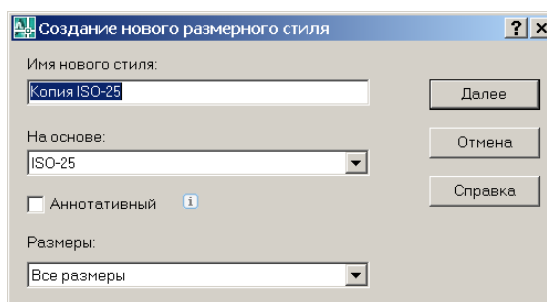 Создание нового размерного стиля
Имя нового стиля:
Копия ISO-25
Далее
На основе:
Отмена
ISO-25
Справка
Аннотативный
Размеры:
Все размеры